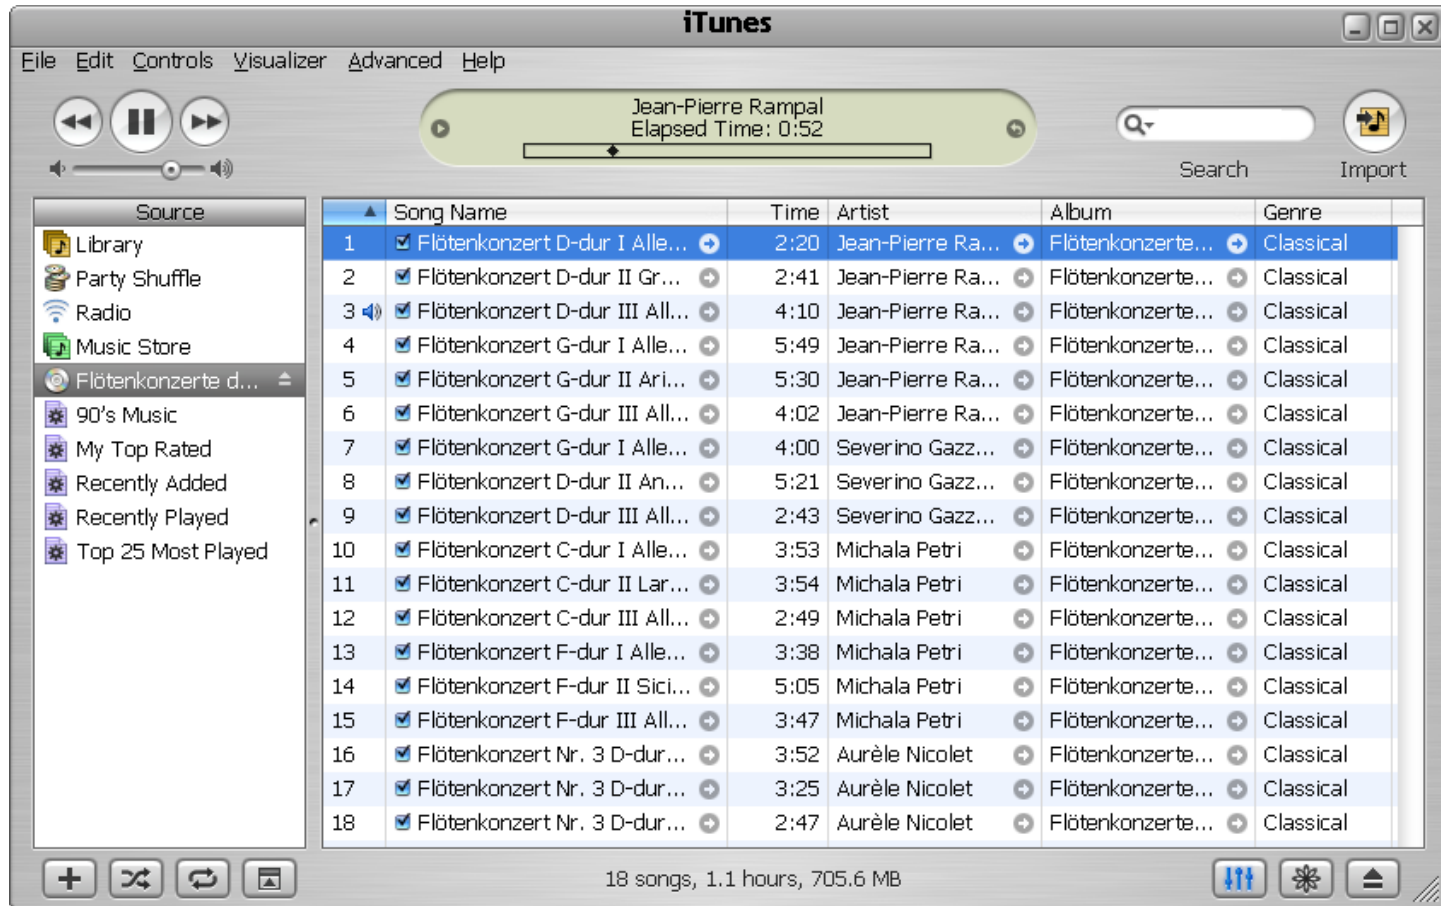 iTunes
File Edit Controls Visualizer Advanced Help
Jean-Pierre Rampal
Elapsed Time: 0:52
Search Import
Source
Library
Party Shuffle
Radio
Music Store
Flötenkonzerte d...
90's Music
My Top Rated
Recently Added
Recently Played
Top 25 Most Played
Song Name Time Artist Album Genre
1 Flötenkonzert D-dur I Alle... 2:20 Jean-Pierre Ra... Flötenkonzerte... Classical
2 Flötenkonzert D-dur II Gr... 2:41 Jean-Pierre Ra... Flötenkonzerte... Classical
3 Flötenkonzert D-dur III All... 4:10 Jean-Pierre Ra... Flötenkonzerte... Classical
4 Flötenkonzert G-dur I Alle... 5:49 Jean-Pierre Ra... Flötenkonzerte... Classical
5 Flötenkonzert G-dur II Ari... 5:30 Jean-Pierre Ra... Flötenkonzerte... Classical
6 Flötenkonzert G-dur III All... 4:02 Jean-Pierre Ra... Flötenkonzerte... Classical
7 Flötenkonzert G-dur I Alle... 4:00 Severino Gazz... Flötenkonzerte... Classical
8 Flötenkonzert D-dur II An... 5:21 Severino Gazz... Flötenkonzerte... Classical
9 Flötenkonzert D-dur III All... 2:43 Severino Gazz... Flötenkonzerte... Classical
10 Flötenkonzert C-dur I Alle... 3:53 Michala Petri Flötenkonzerte... Classical
11 Flötenkonzert C-dur II Lar... 3:54 Michala Petri Flötenkonzerte... Classical
12 Flötenkonzert C-dur III All... 2:49 Michala Petri Flötenkonzerte... Classical
13 Flötenkonzert F-dur I Alle... 3:38 Michala Petri Flötenkonzerte... Classical
14 Flötenkonzert F-dur II Sici... 5:05 Michala Petri Flötenkonzerte... Classical
15 Flötenkonzert F-dur III All... 3:47 Michala Petri Flötenkonzerte... Classical
16 Flötenkonzert Nr. 3 D-dur... 3:52 Aurèle Nicolet Flötenkonzerte... Classical
17 Flötenkonzert Nr. 3 D-dur... 3:25 Aurèle Nicolet Flötenkonzerte... Classical
18 Flötenkonzert Nr. 3 D-dur... 2:47 Aurèle Nicolet Flötenkonzerte... Classical
18 songs, 1.1 hours, 705.6 MB